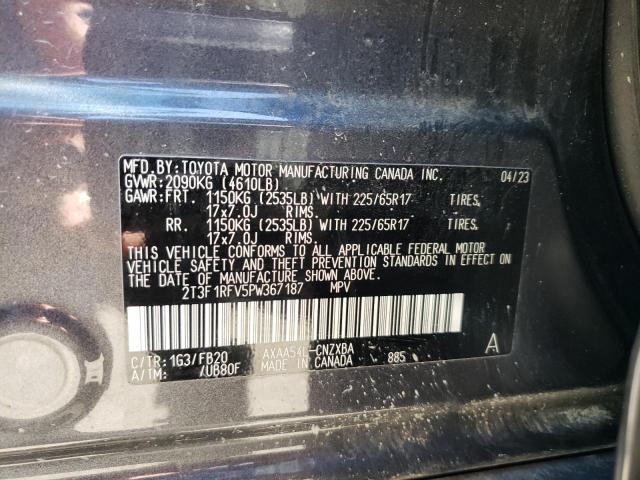 MFD.BY:TOYOTA MOTOR MANUFACTURING CANADA INC. 04/23
GVWR:2090KG (4610LB)
GAWR:FRT. 1150KG (2535LB) WITH 225/65R17 TIRES,
17x7.0J RIMS.
RR. 1150KG (2535LB) WITH 225/65R17 TIRES,
17x7.0J RIMS.
THIS VEHICLE CONFORMS TO ALL APPLICABLE FEDERAL MOTOR
VEHICLE SAFETY AND THEFT PREVENTION STANDARDS IN EFFECT ON
THE DATE OF MANUFACTURE SHOWN ABOVE.
2T3F1RFV5PW367187 MPV
C/TR:1G3/FB20 AXAA54L-CNZXBA 885 A
A/TM: /UB80F MADE IN CANADA